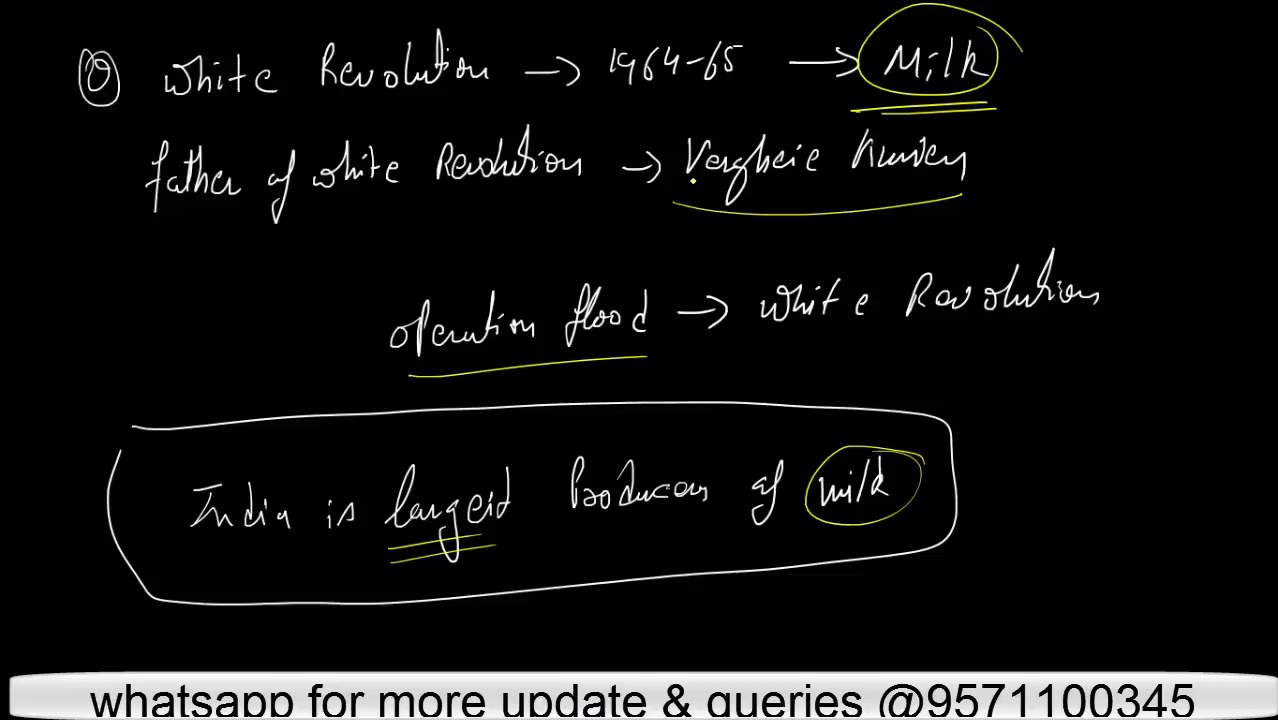 White Revolution → 1964-65 → Milk
father of white Revolution → Vergheie Kurien
operation flood → White Revolution
India is largest Producer of milk
whatsapp for more update & queries @9571100345